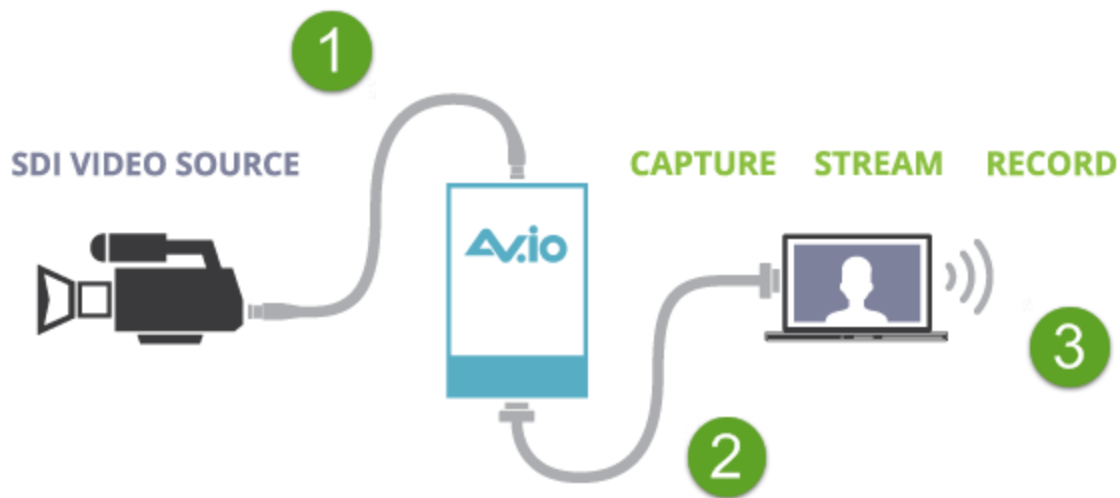 1
SDI VIDEO SOURCE
CAPTURE STREAM RECORD
AV.io
3
2